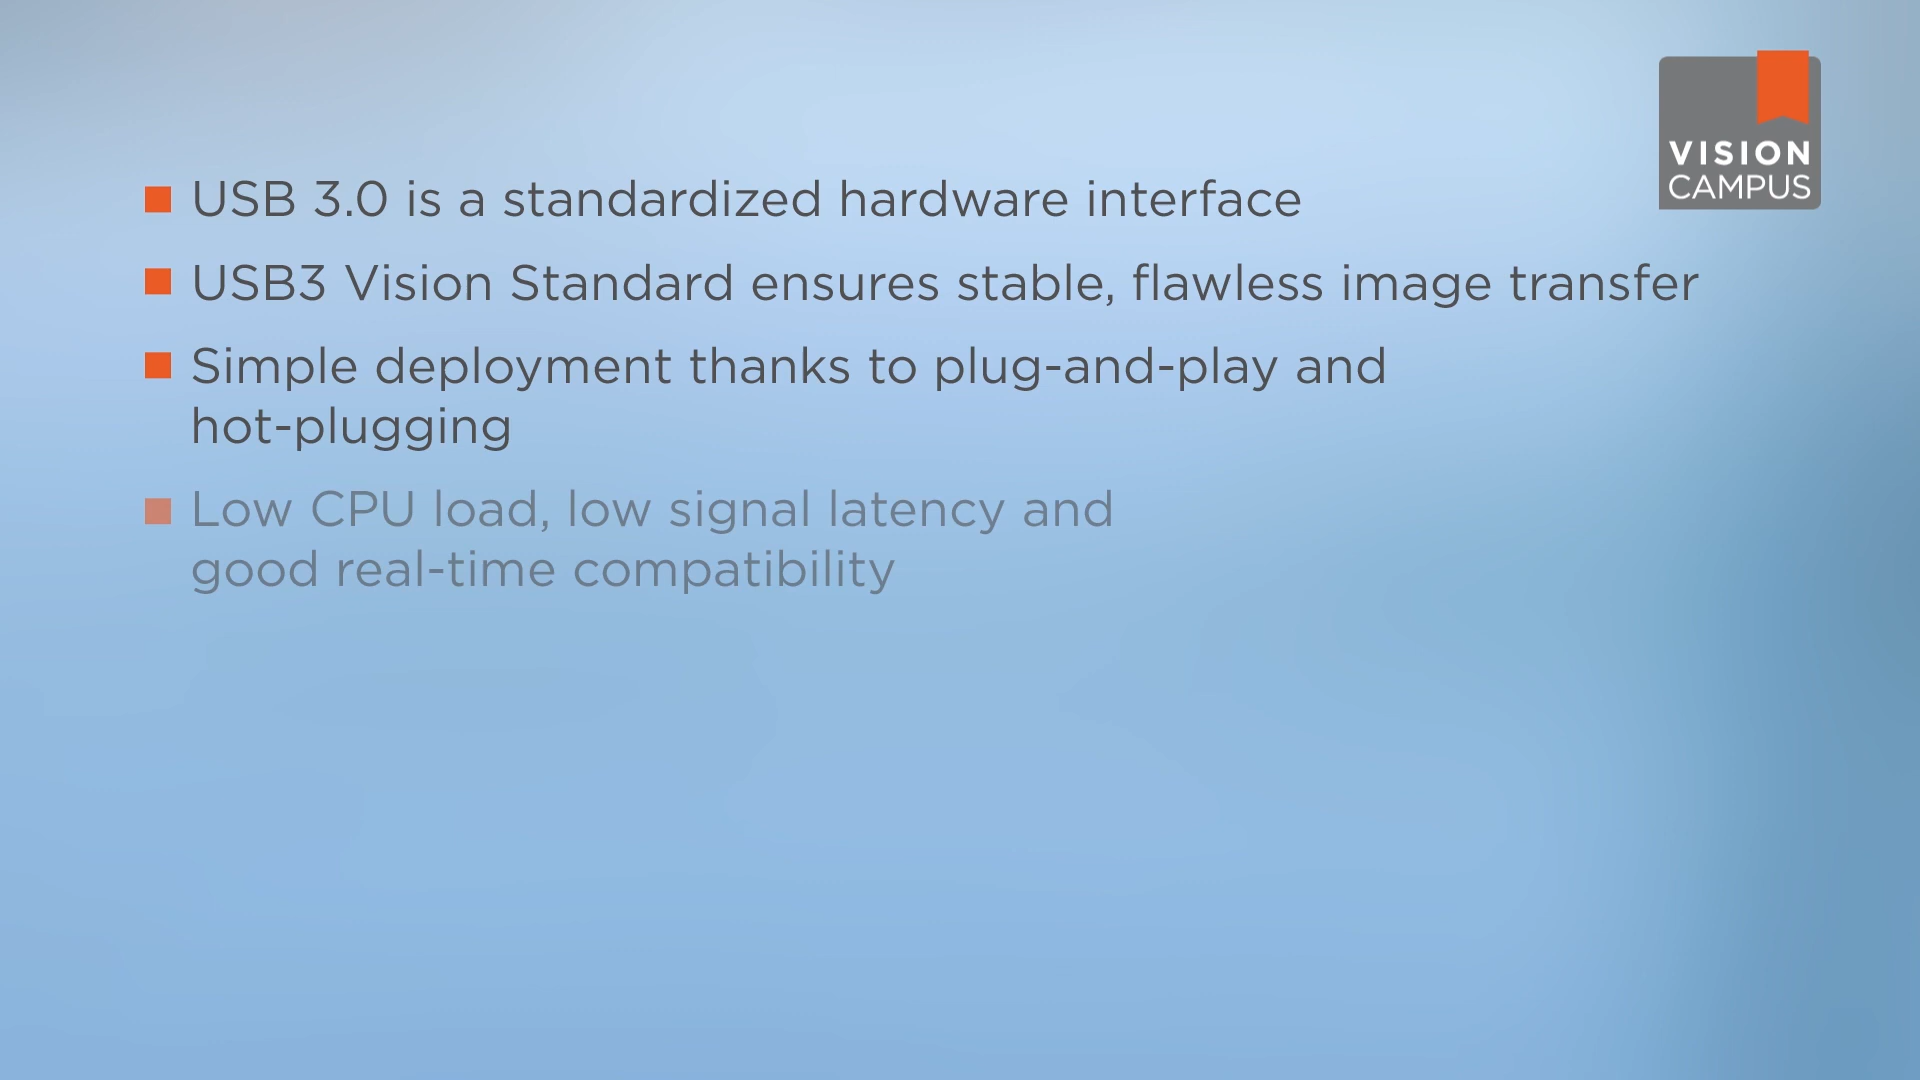 VISION
CAMPUS
USB 3.0 is a standardized hardware interface
USB3 Vision Standard ensures stable, flawless image transfer
Simple deployment thanks to plug-and-play and
hot-plugging
Low CPU load, low signal latency and
good real-time compatibility